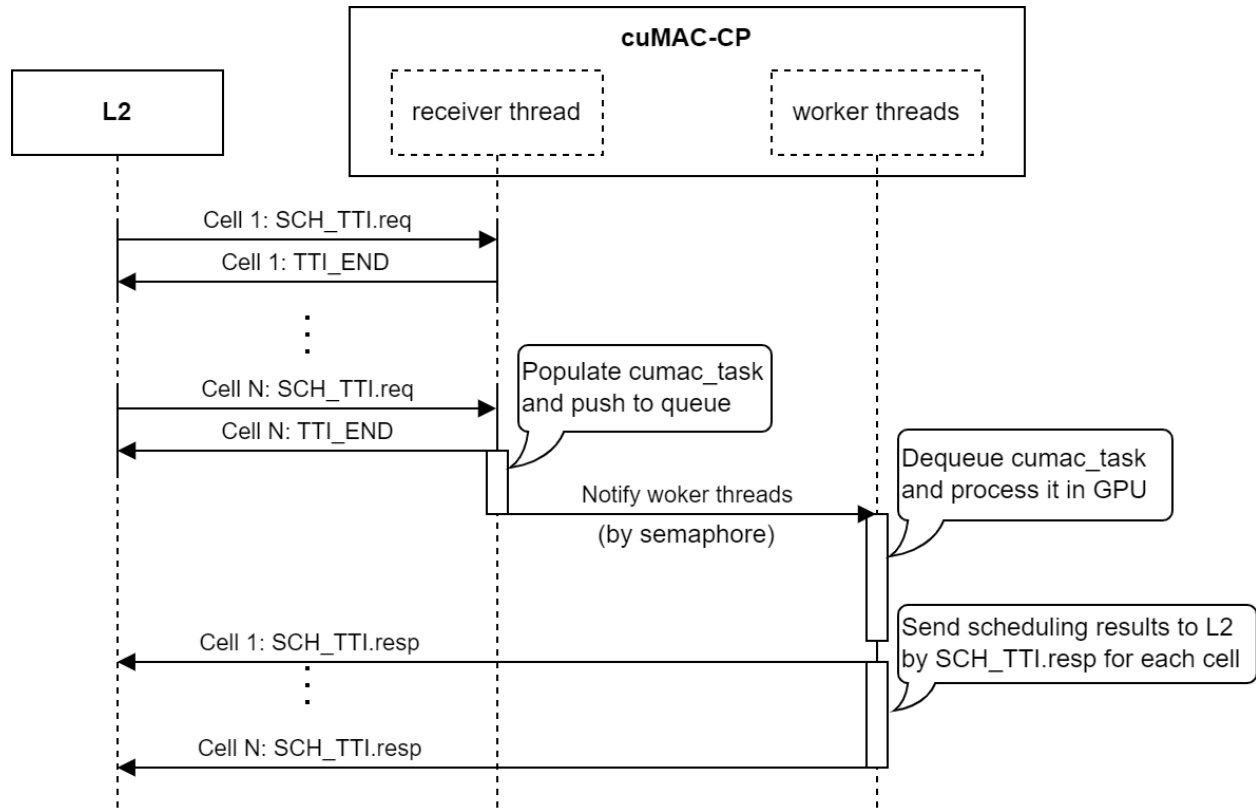 cuMAC-CP
L2
receiver thread
worker threads
Cell 1: SCH_TTI.req
Cell 1: TTI_END
Cell N: SCH_TTI.req
Populate cumac_task
and push to queue
Cell N: TTI_END
Dequeue cumac_task
and process it in GPU
Notify woker threads
(by semaphore)
Cell 1: SCH_TTI.resp
Send scheduling results to L2
by SCH_TTI.resp for each cell
Cell N: SCH_TTI.resp